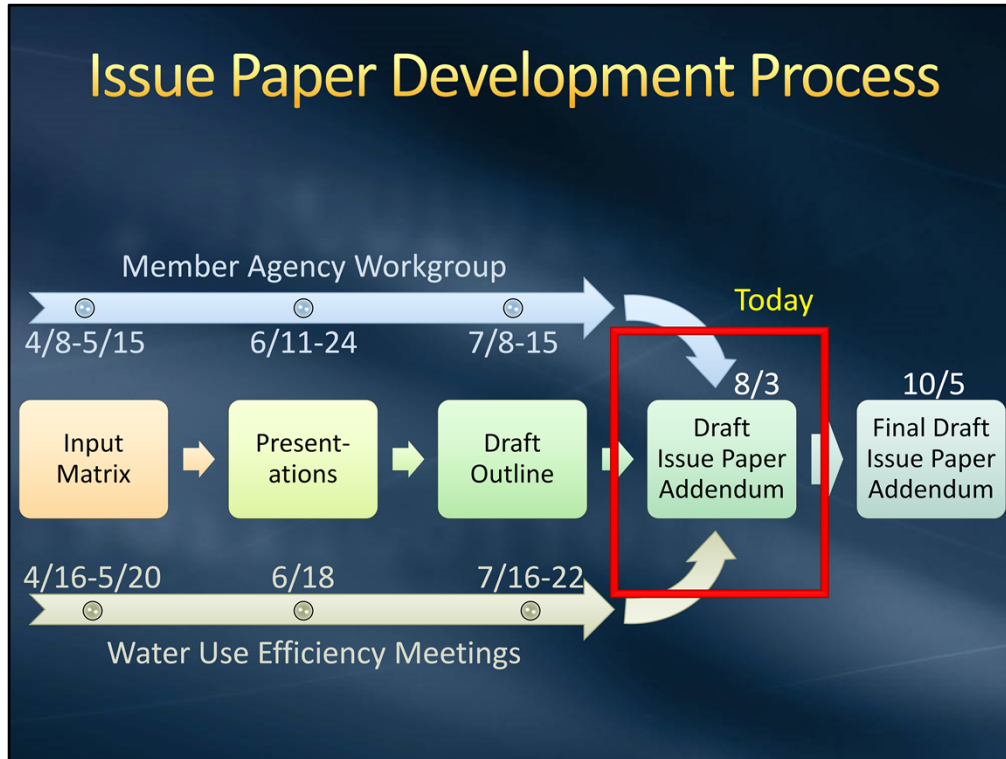 Issue Paper Development Process
Member Agency Workgroup
Today
4/8-5/15
6/11-24
7/8-15
8/3
10/5
Input
Matrix
Present-
ations
Draft
Outline
Draft
Issue Paper
Addendum
Final Draft
Issue Paper
Addendum
4/16-5/20
6/18
7/16-22
Water Use Efficiency Meetings